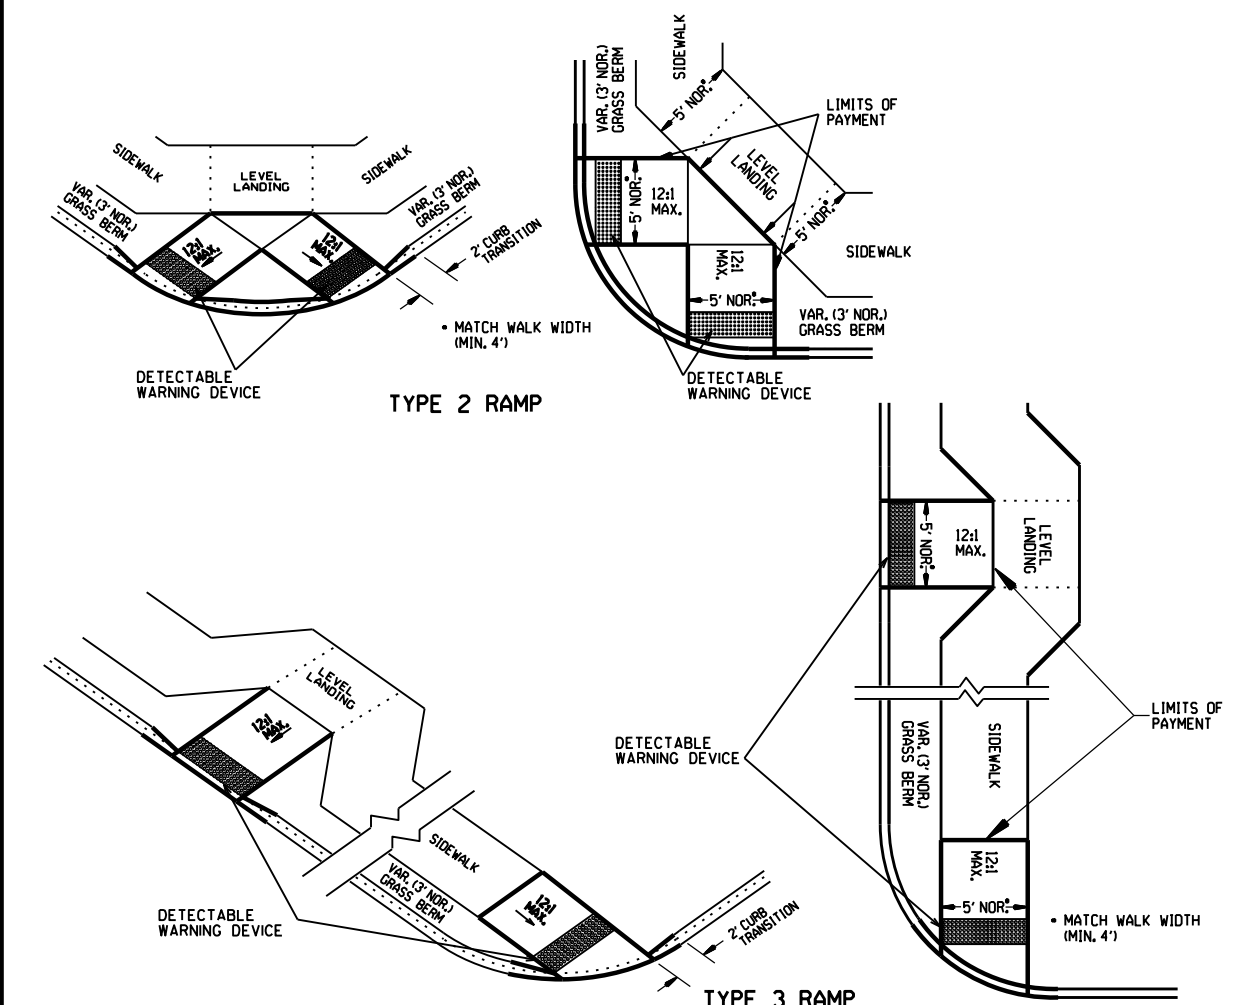 SIDEWALK
LEVEL
LANDING
SIDEWALK
VAR. (3' NOR.)
GRASS BERM
VAR. (3' NOR.)
GRASS BERM
12:1
MAX.
12:1
MAX.
2' CURB
TRANSITION
• MATCH WALK WIDTH
(MIN. 4')
DETECTABLE
WARNING DEVICE
TYPE 2 RAMP
VAR. (3' NOR.)
GRASS BERM
SIDEWALK
5' NOR.•
LIMITS OF
PAYMENT
LEVEL
LANDING
5' NOR.•
12:1
MAX.
5' NOR.•
SIDEWALK
12:1
MAX.
5' NOR.•
VAR. (3' NOR.)
GRASS BERM
DETECTABLE
WARNING DEVICE
5' NOR.•
12:1
MAX.
LEVEL
LANDING
LIMITS OF
PAYMENT
DETECTABLE
WARNING DEVICE
VAR. (3' NOR.)
GRASS BERM
SIDEWALK
12:1
MAX.
5' NOR.•
• MATCH WALK WIDTH
(MIN. 4')
LEVEL
LANDING
12:1
MAX.
SIDEWALK
VAR. (3' NOR.)
GRASS BERM
12:1
MAX.
DETECTABLE
WARNING DEVICE
2' CURB
TRANSITION
TYPE 3 RAMP